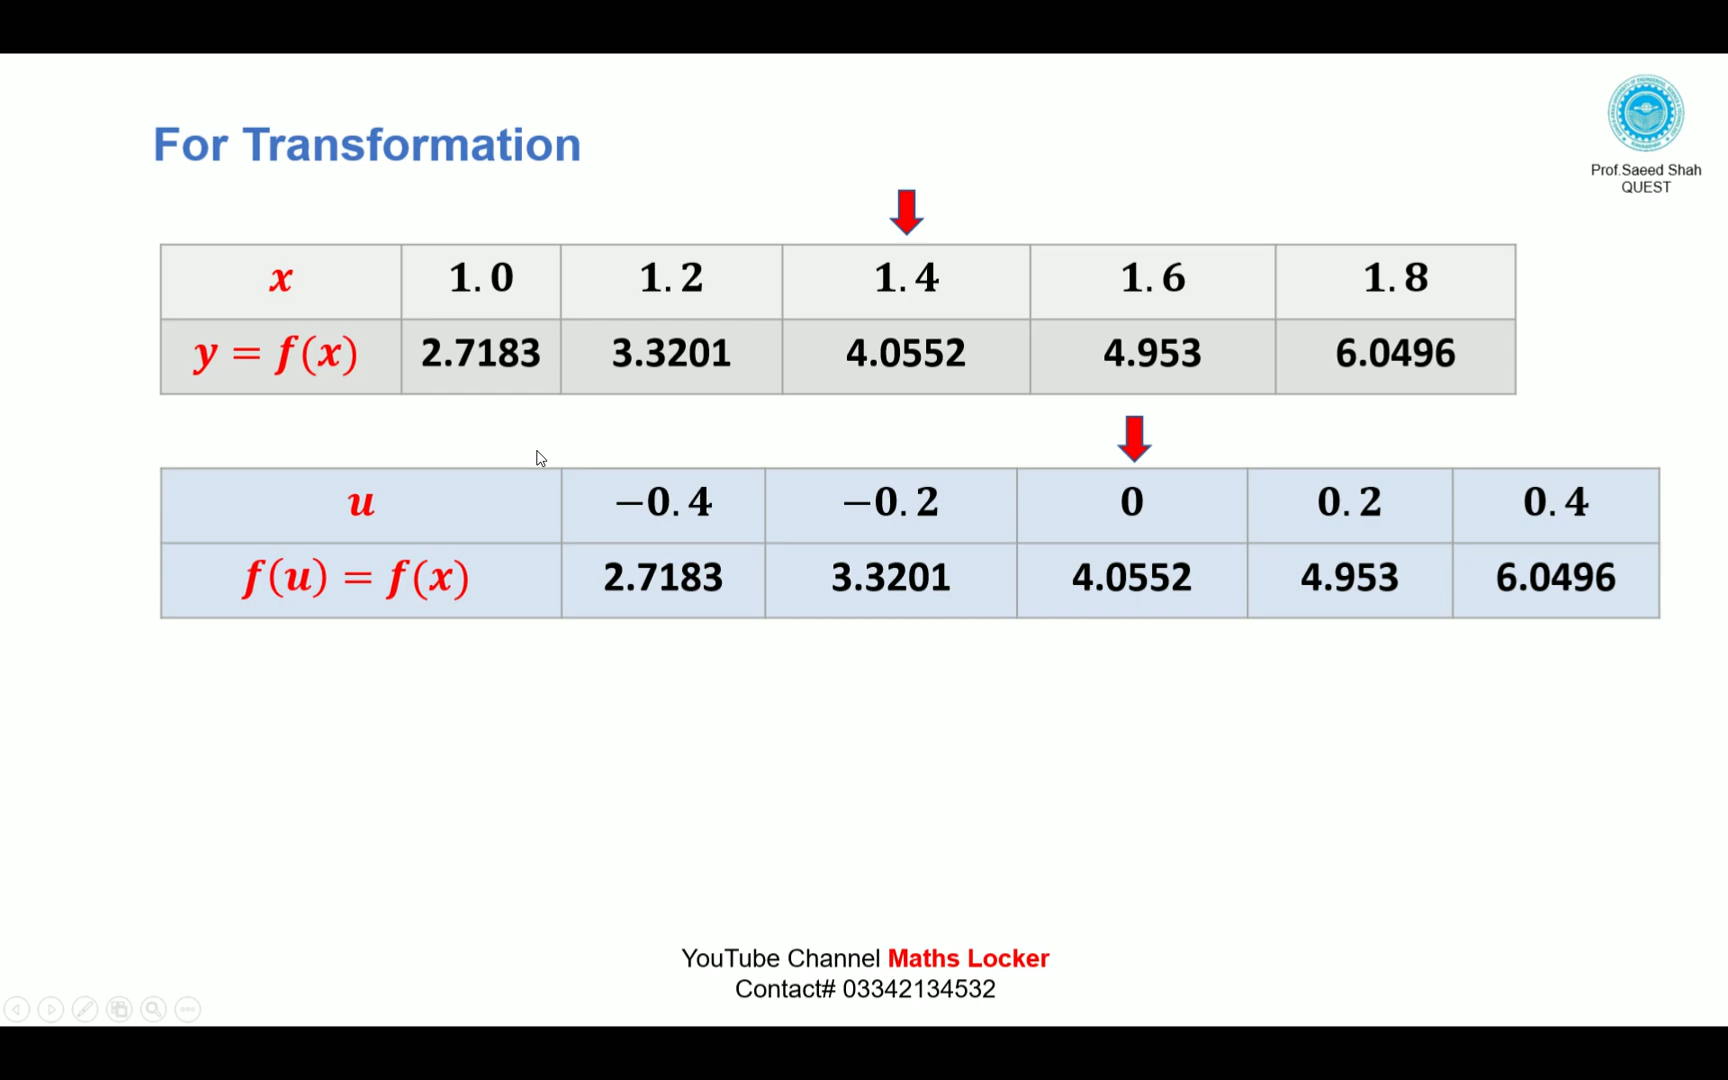 For Transformation
Prof.Saeed Shah
QUEST
x 1.0 1.2 1.4 1.6 1.8
y = f(x) 2.7183 3.3201 4.0552 4.953 6.0496
u −0.4 −0.2 0 0.2 0.4
f(u) = f(x) 2.7183 3.3201 4.0552 4.953 6.0496
YouTube Channel Maths Locker
Contact# 03342134532